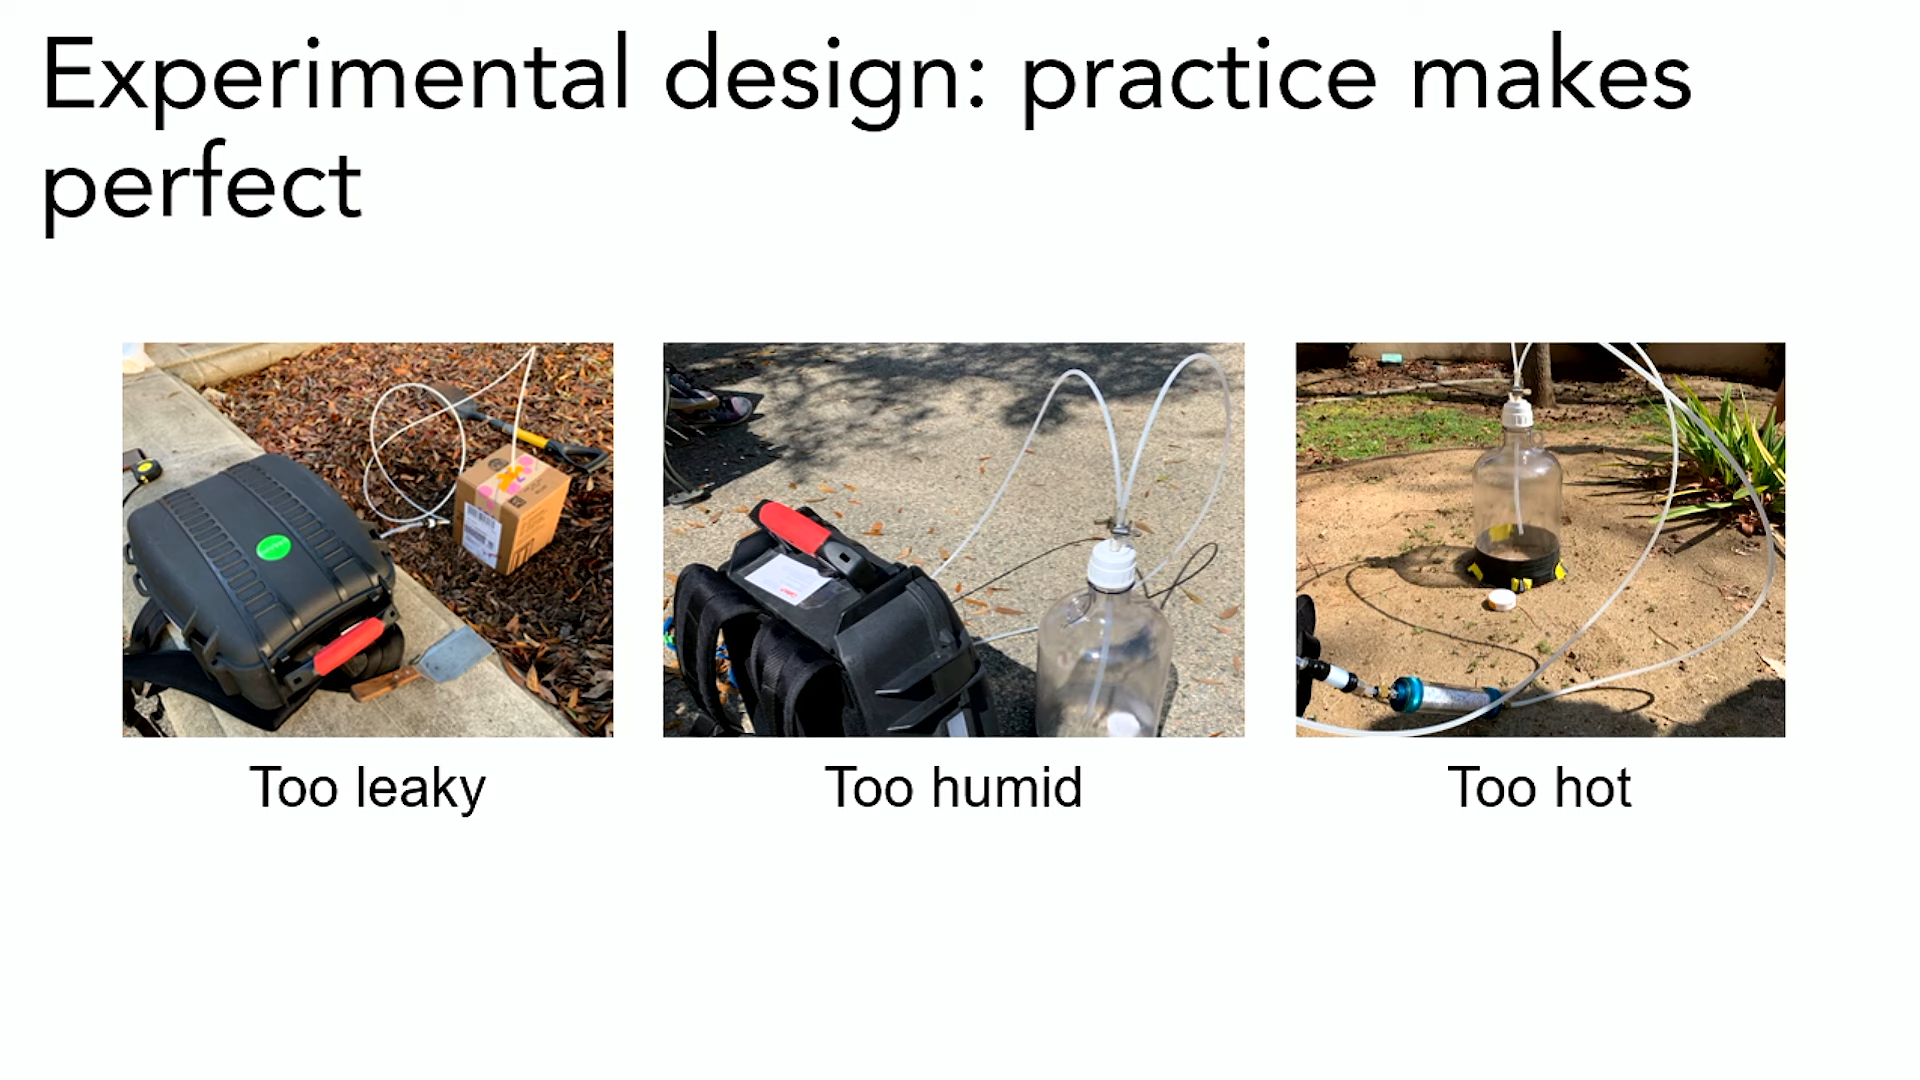 Experimental design: practice makes
perfect
Too leaky
Too humid
Too hot